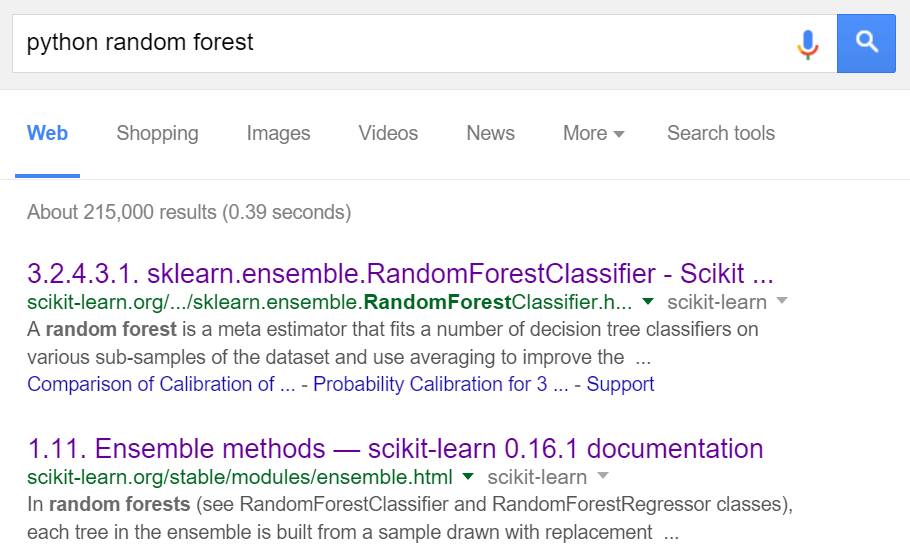 python random forest
Web Shopping Images Videos News More Search tools
About 215,000 results (0.39 seconds)
3.2.4.3.1. sklearn.ensemble.RandomForestClassifier - Scikit ...
scikit-learn.org/.../sklearn.ensemble.RandomForestClassifier.h... scikit-learn
A random forest is a meta estimator that fits a number of decision tree classifiers on
various sub-samples of the dataset and use averaging to improve the ...
Comparison of Calibration of ... - Probability Calibration for 3 ... - Support
1.11. Ensemble methods — scikit-learn 0.16.1 documentation
scikit-learn.org/stable/modules/ensemble.html scikit-learn
In random forests (see RandomForestClassifier and RandomForestRegressor classes),
each tree in the ensemble is built from a sample drawn with replacement ...